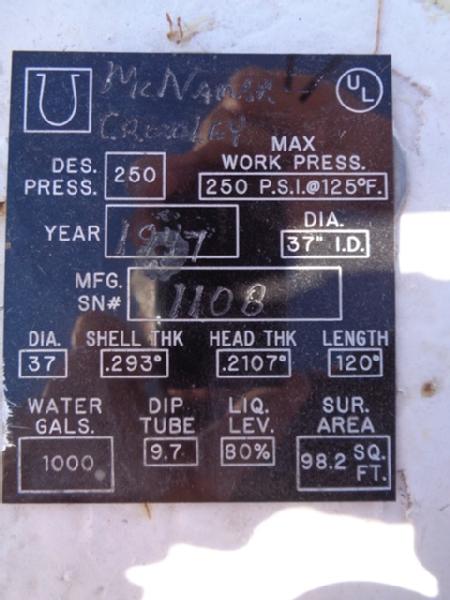 U
UL
McNAMAR
CROWLEY
DES. PRESS. 250
MAX WORK PRESS.
250 P.S.I.@125°F.
YEAR
DIA.
37" I.D.
MFG. SN# 1108
DIA. SHELL THK HEAD THK LENGTH
37 .293" .2107" 120"
WATER GALS. DIP TUBE LIQ. LEV. SUR. AREA
1000 9.7 80% 98.2 SQ. FT.